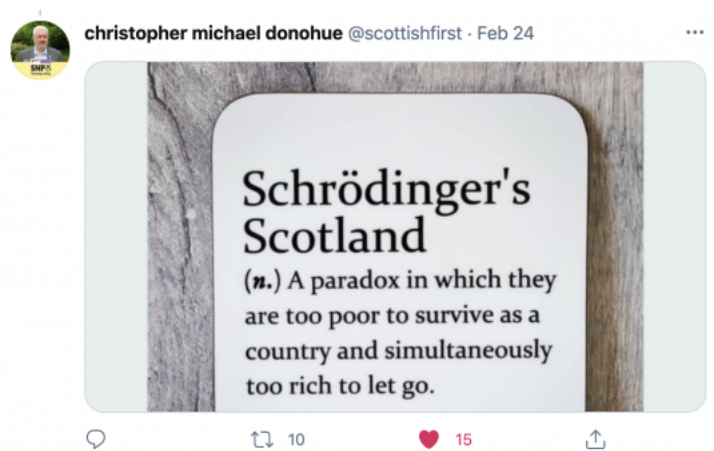 christopher michael donohue @scottishfirst · Feb 24
SNP
Schrödinger's
Scotland
(n.) A paradox in which they
are too poor to survive as a
country and simultaneously
too rich to let go.
10 15